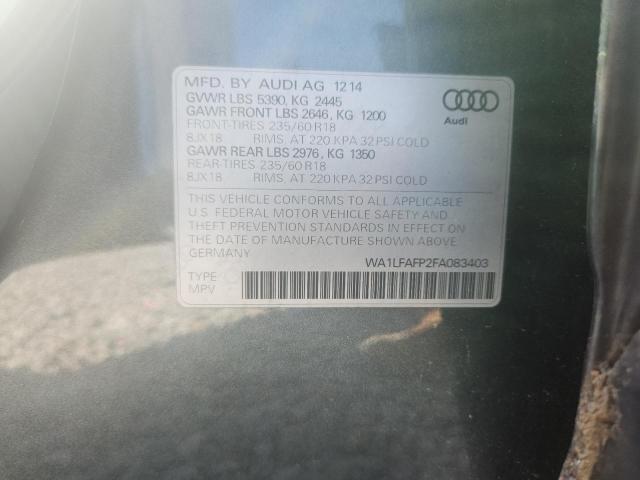 MFD. BY AUDI AG 12 14
GVWR LBS 5390, KG 2445
GAWR FRONT LBS 2646, KG 1200
FRONT-TIRES 235/60 R18
8JX18 RIMS, AT 220 KPA 32 PSI COLD
GAWR REAR LBS 2976, KG 1350
REAR-TIRES 235/60 R18
8JX18 RIMS, AT 220 KPA 32 PSI COLD
Audi
THIS VEHICLE CONFORMS TO ALL APPLICABLE
U.S. FEDERAL MOTOR VEHICLE SAFETY AND
THEFT PREVENTION STANDARDS IN EFFECT ON
THE DATE OF MANUFACTURE SHOWN ABOVE.
GERMANY
WA1LFAFP2FA083403
TYPE
MPV